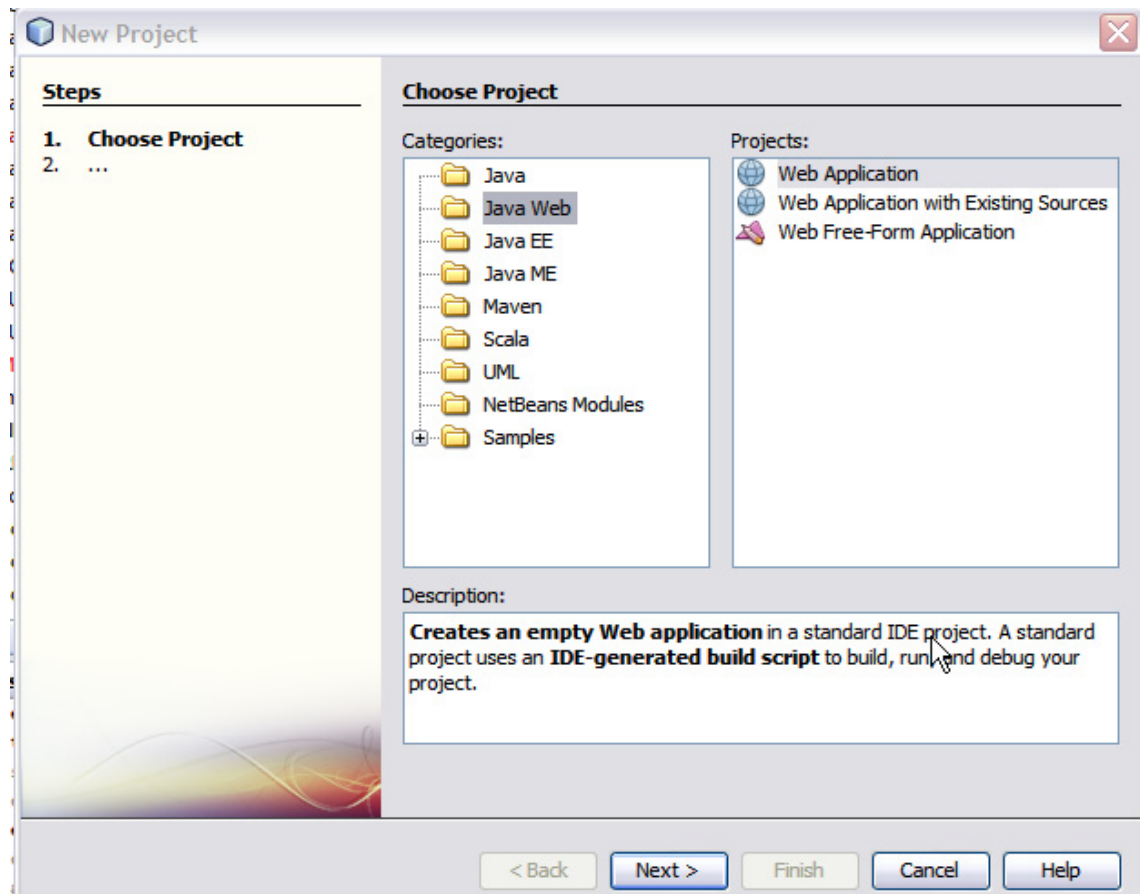 New Project
Steps
1. Choose Project
2. ...
Choose Project
Categories:
Java
Java Web
Java EE
Java ME
Maven
Scala
UML
NetBeans Modules
Samples
Projects:
Web Application
Web Application with Existing Sources
Web Free-Form Application
Description:
Creates an empty Web application in a standard IDE project. A standard
project uses an IDE-generated build script to build, run, and debug your
project.
< Back
Next >
Finish
Cancel
Help